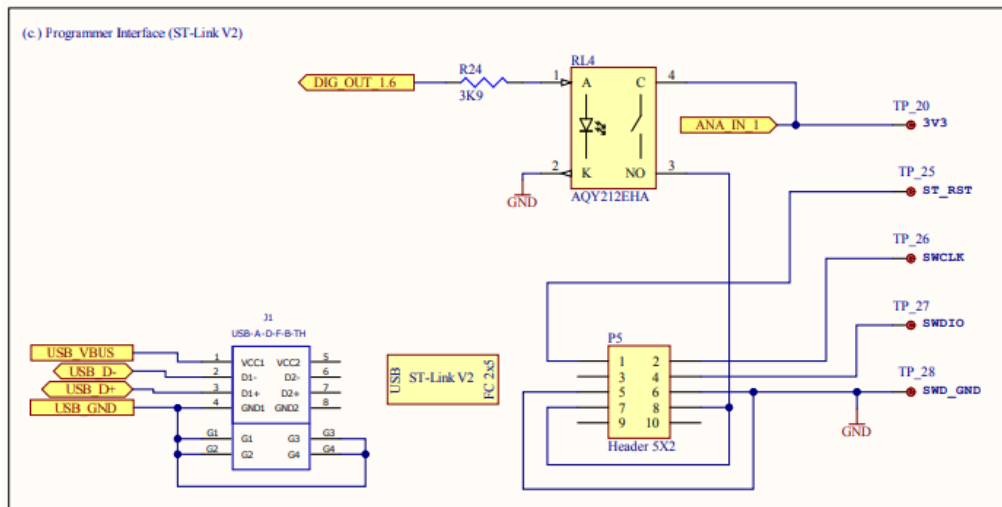 (c.) Programmer Interface (ST-Link V2)
RL4
DIG_OUT_1.6
R24
3K9
1
A
C
4
ANA_IN_1
TP_20
3V3
2
K
NO
3
GND
AQY212EHA
TP_25
ST_RST
TP_26
SWCLK
TP_27
SWDIO
TP_28
SWD_GND
GND
J1
USB-A-D-F-B-TH
USB_VBUS
1
VCC1
VCC2
5
USB_D-
2
D1-
D2-
6
USB_D+
3
D1+
D2+
7
USB_GND
4
GND1
GND2
8
G1
G1
G3
G3
G2
G2
G4
G4
USB
ST-Link V2
FC 2x5
P5
1
2
3
4
5
6
7
8
9
10
Header 5X2